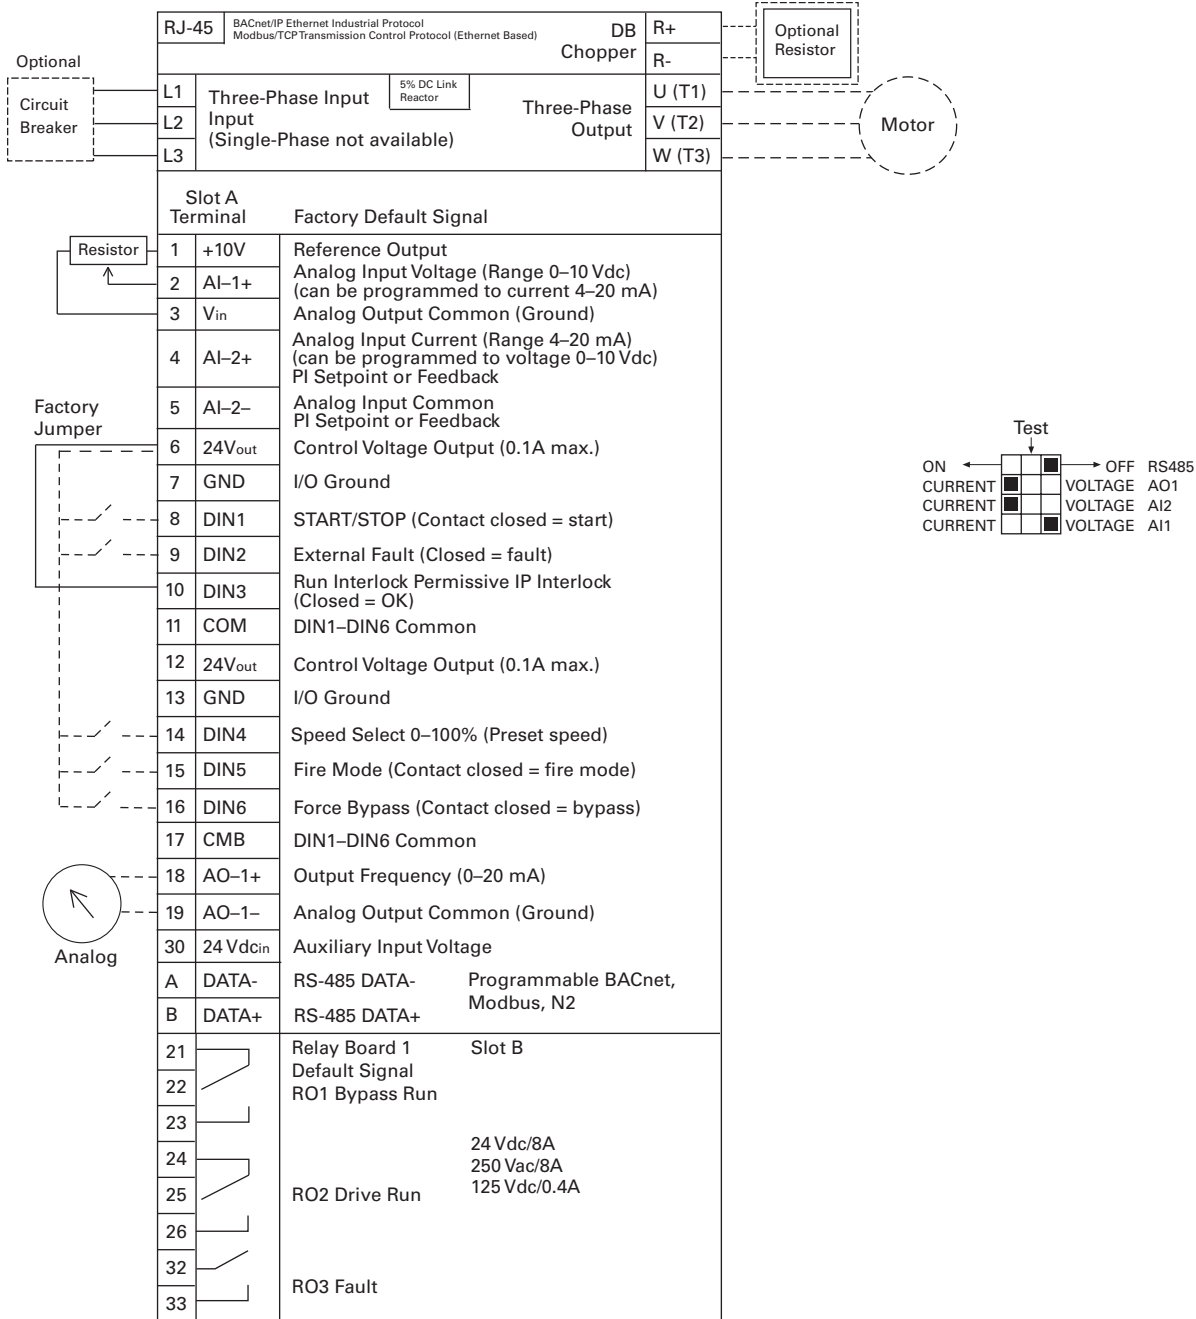 RJ-45 BACnet/IP Ethernet Industrial Protocol
Modbus/TCP Transmission Control Protocol (Ethernet Based)
DB
Chopper
R+
R-
Optional
Resistor
Optional
Circuit
Breaker
L1
L2
L3
Three-Phase Input
Input
(Single-Phase not available)
5% DC Link
Reactor
Three-Phase
Output
U (T1)
V (T2)
W (T3)
Motor
Slot A
Terminal Factory Default Signal
Resistor
1 +10V Reference Output
2 AI–1+ Analog Input Voltage (Range 0–10 Vdc)
(can be programmed to current 4–20 mA)
3 Vin Analog Output Common (Ground)
4 AI–2+ Analog Input Current (Range 4–20 mA)
(can be programmed to voltage 0–10 Vdc)
PI Setpoint or Feedback
5 AI–2– Analog Input Common
PI Setpoint or Feedback
Factory
Jumper
6 24Vout Control Voltage Output (0.1A max.)
7 GND I/O Ground
8 DIN1 START/STOP (Contact closed = start)
9 DIN2 External Fault (Closed = fault)
10 DIN3 Run Interlock Permissive IP Interlock
(Closed = OK)
11 COM DIN1–DIN6 Common
12 24Vout Control Voltage Output (0.1A max.)
13 GND I/O Ground
14 DIN4 Speed Select 0–100% (Preset speed)
15 DIN5 Fire Mode (Contact closed = fire mode)
16 DIN6 Force Bypass (Contact closed = bypass)
17 CMB DIN1–DIN6 Common
18 AO–1+ Output Frequency (0–20 mA)
19 AO–1– Analog Output Common (Ground)
Analog
30 24 Vdcin Auxiliary Input Voltage
A DATA- RS-485 DATA-
B DATA+ RS-485 DATA+
Programmable BACnet,
Modbus, N2
21
22
23
24
25
26
32
33
Relay Board 1 Slot B
Default Signal
RO1 Bypass Run
24 Vdc/8A
250 Vac/8A
125 Vdc/0.4A
RO2 Drive Run
RO3 Fault
Test
ON OFF RS485
CURRENT VOLTAGE AO1
CURRENT VOLTAGE AI2
CURRENT VOLTAGE AI1